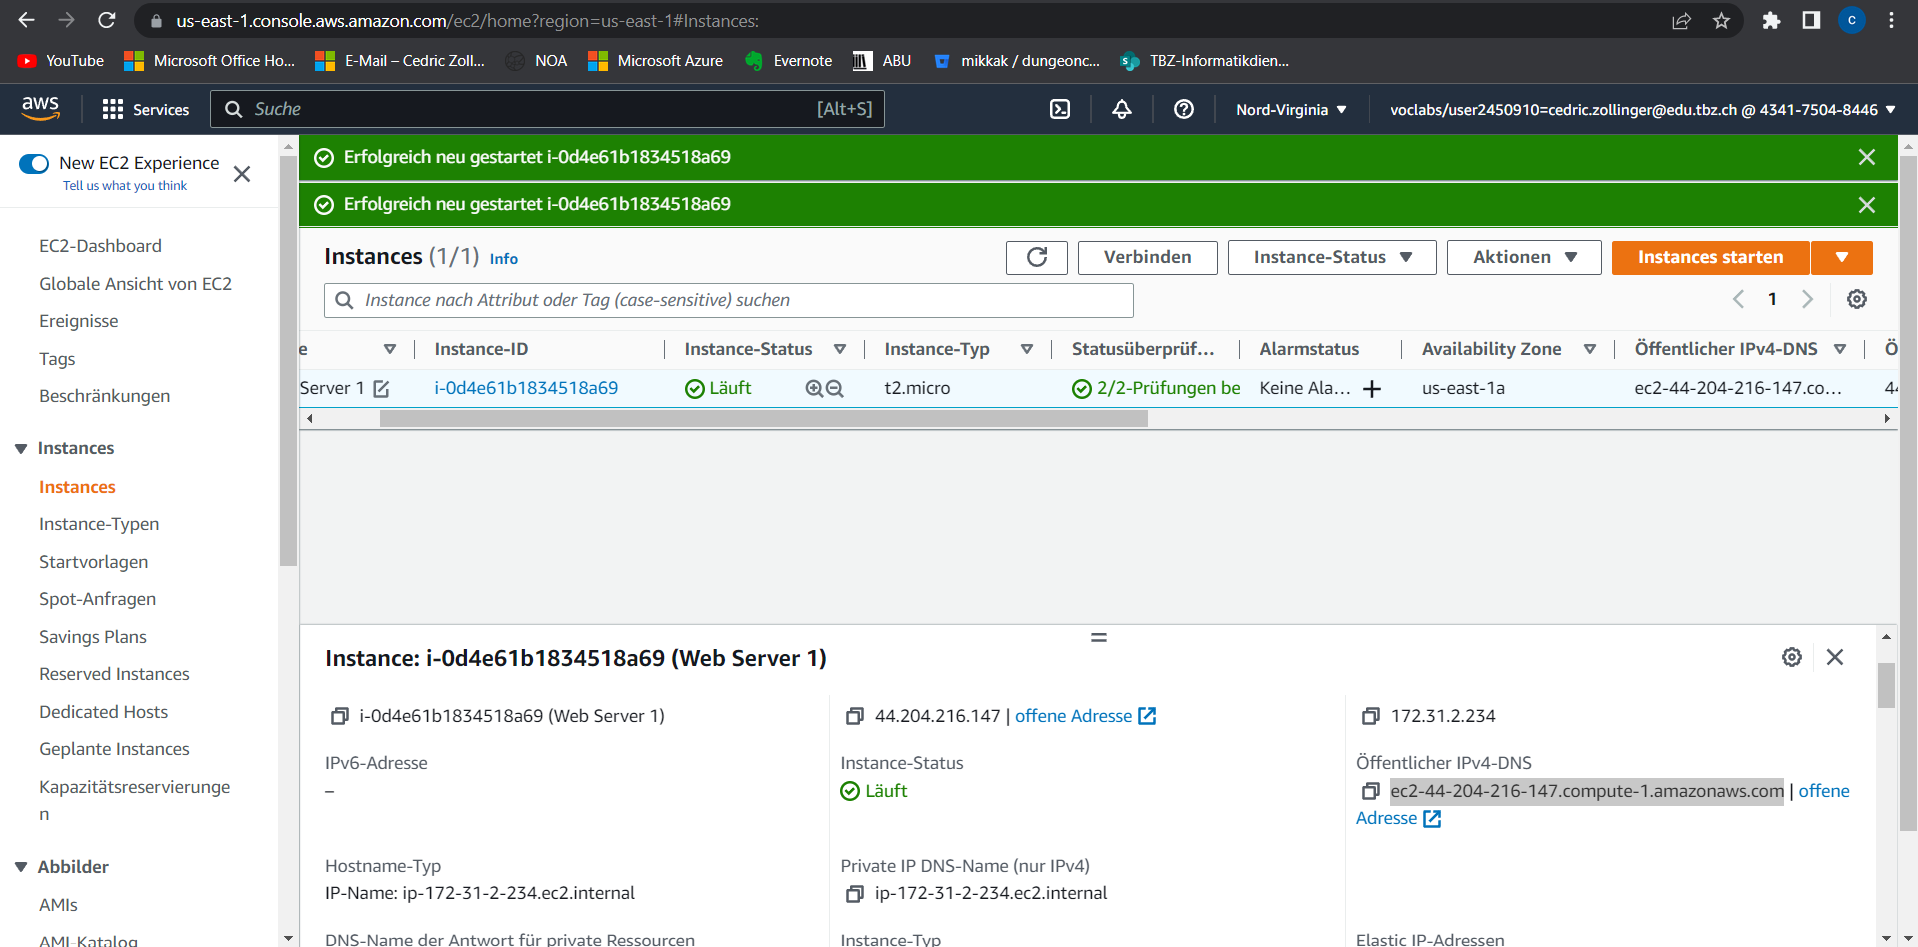 us-east-1.console.aws.amazon.com/ec2/home?region=us-east-1#Instances:
C
YouTube
Microsoft Office Ho...
E-Mail – Cedric Zoll...
NOA
Microsoft Azure
Evernote
ABU
mikkak / dungeonc...
TBZ-Informatikdien...
aws
Services
Suche
[Alt+S]
Nord-Virginia
voclabs/user2450910=cedric.zollinger@edu.tbz.ch @ 4341-7504-8446
New EC2 Experience
Tell us what you think
EC2-Dashboard
Globale Ansicht von EC2
Ereignisse
Tags
Beschränkungen
Instances
Instances
Instance-Typen
Startvorlagen
Spot-Anfragen
Savings Plans
Reserved Instances
Dedicated Hosts
Geplante Instances
Kapazitätsreservierunge
n
Abbilder
AMIs
AMI-Katalog
Erfolgreich neu gestartet i-0d4e61b1834518a69
Erfolgreich neu gestartet i-0d4e61b1834518a69
Instances (1/1) Info
Verbinden
Instance-Status
Aktionen
Instances starten
Instance nach Attribut oder Tag (case-sensitive) suchen
1
e
Instance-ID
Instance-Status
Instance-Typ
Statusüberprüf...
Alarmstatus
Availability Zone
Öffentlicher IPv4-DNS
Ö
Server 1
i-0d4e61b1834518a69
Läuft
t2.micro
2/2-Prüfungen be
Keine Ala...
us-east-1a
ec2-44-204-216-147.co...
44
Instance: i-0d4e61b1834518a69 (Web Server 1)
i-0d4e61b1834518a69 (Web Server 1)
44.204.216.147 | offene Adresse
172.31.2.234
IPv6-Adresse
–
Instance-Status
Läuft
Öffentlicher IPv4-DNS
ec2-44-204-216-147.compute-1.amazonaws.com | offene
Adresse
Hostname-Typ
IP-Name: ip-172-31-2-234.ec2.internal
Private IP DNS-Name (nur IPv4)
ip-172-31-2-234.ec2.internal
DNS-Name der Antwort für private Ressourcen
Instance-Typ
Elastic IP-Adressen